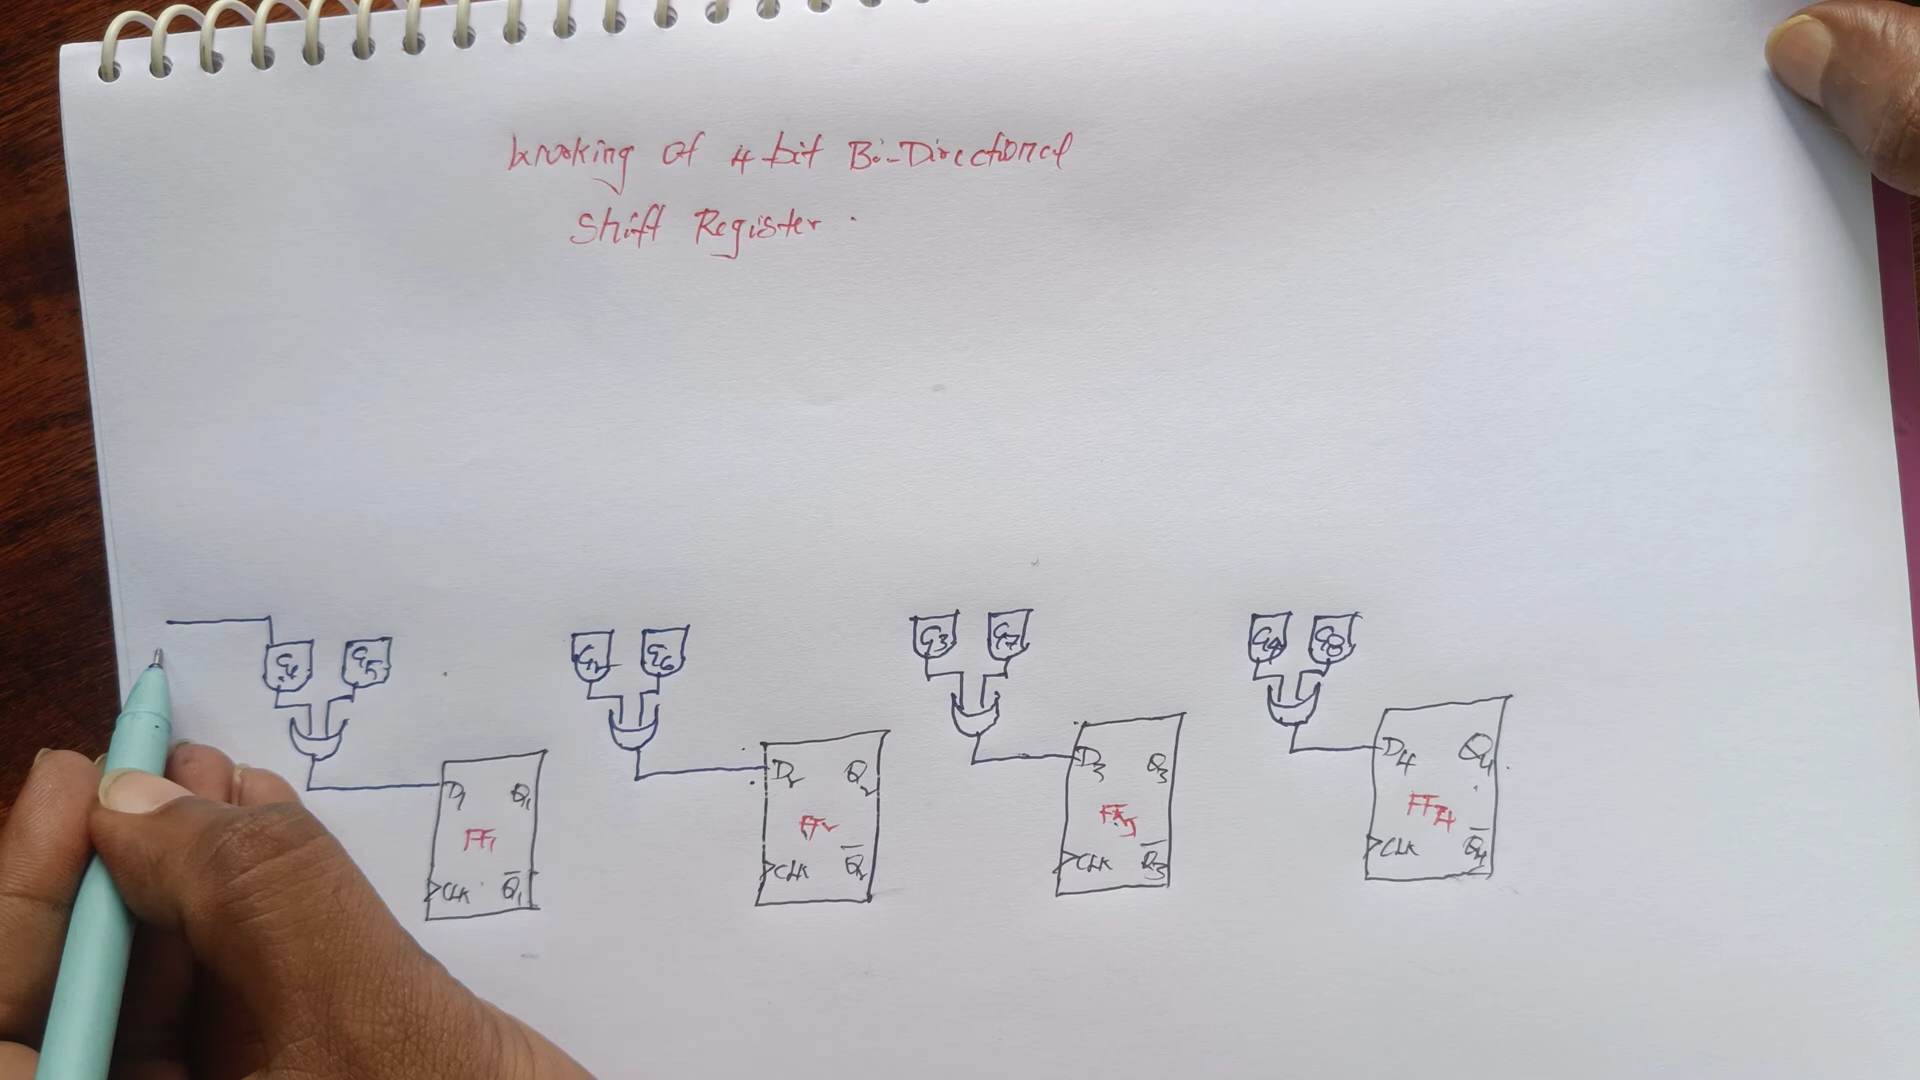 Working of 4-bit Bi-Directional
Shift Register.
G1 G5 G2 G6 G3 G7 G4 G8
D1 Q1 D2 Q2 D3 Q3 D4 Q4
FF1 FF2 FF3 FF4
CLK Q̅1 CLK Q̅2 CLK Q̅3 CLK Q̅4